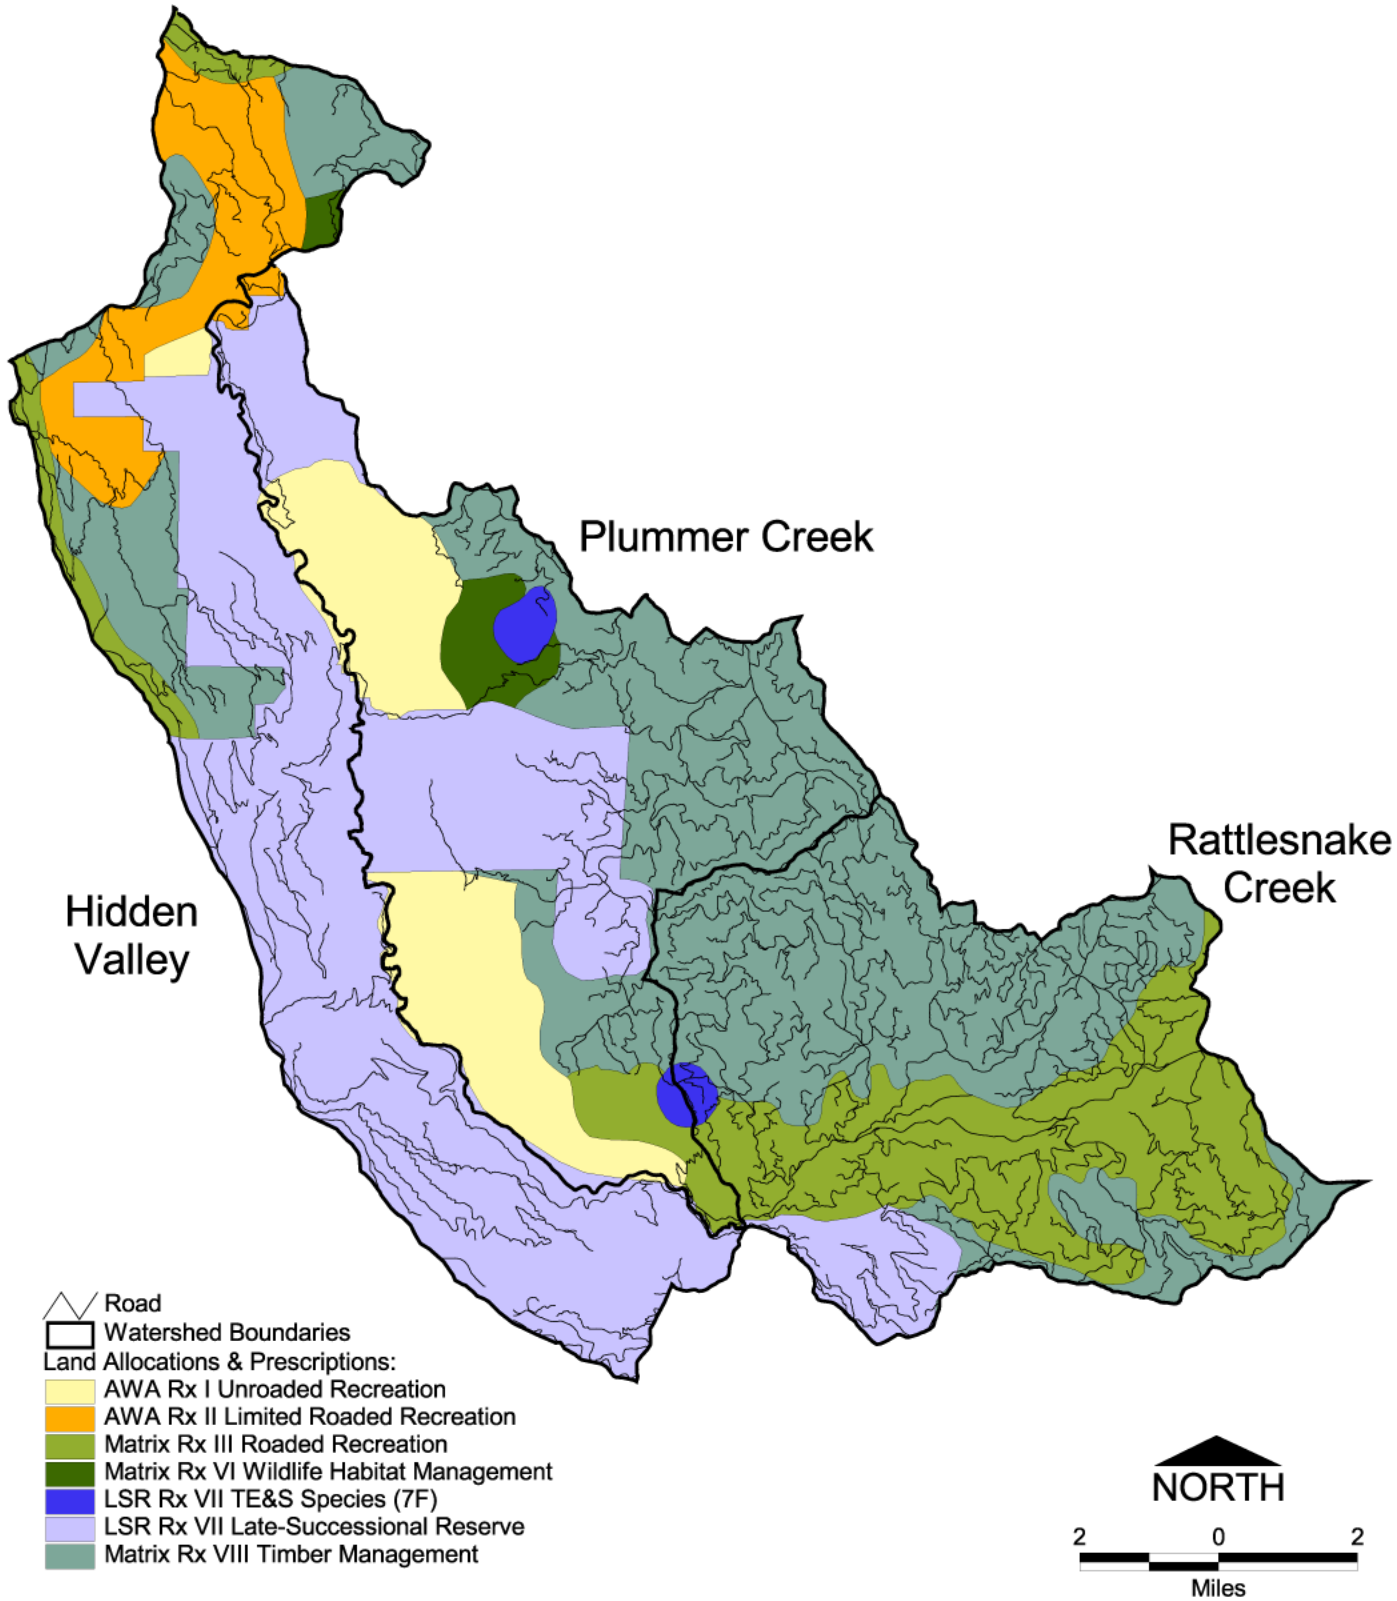 Plummer Creek
Rattlesnake
Creek
Hidden
Valley
Road
Watershed Boundaries
Land Allocations & Prescriptions:
AWA Rx I Unroaded Recreation
AWA Rx II Limited Roaded Recreation
Matrix Rx III Roaded Recreation
Matrix Rx VI Wildlife Habitat Management
LSR Rx VII TE&S Species (7F)
LSR Rx VII Late-Successional Reserve
Matrix Rx VIII Timber Management
NORTH
2 0 2
Miles